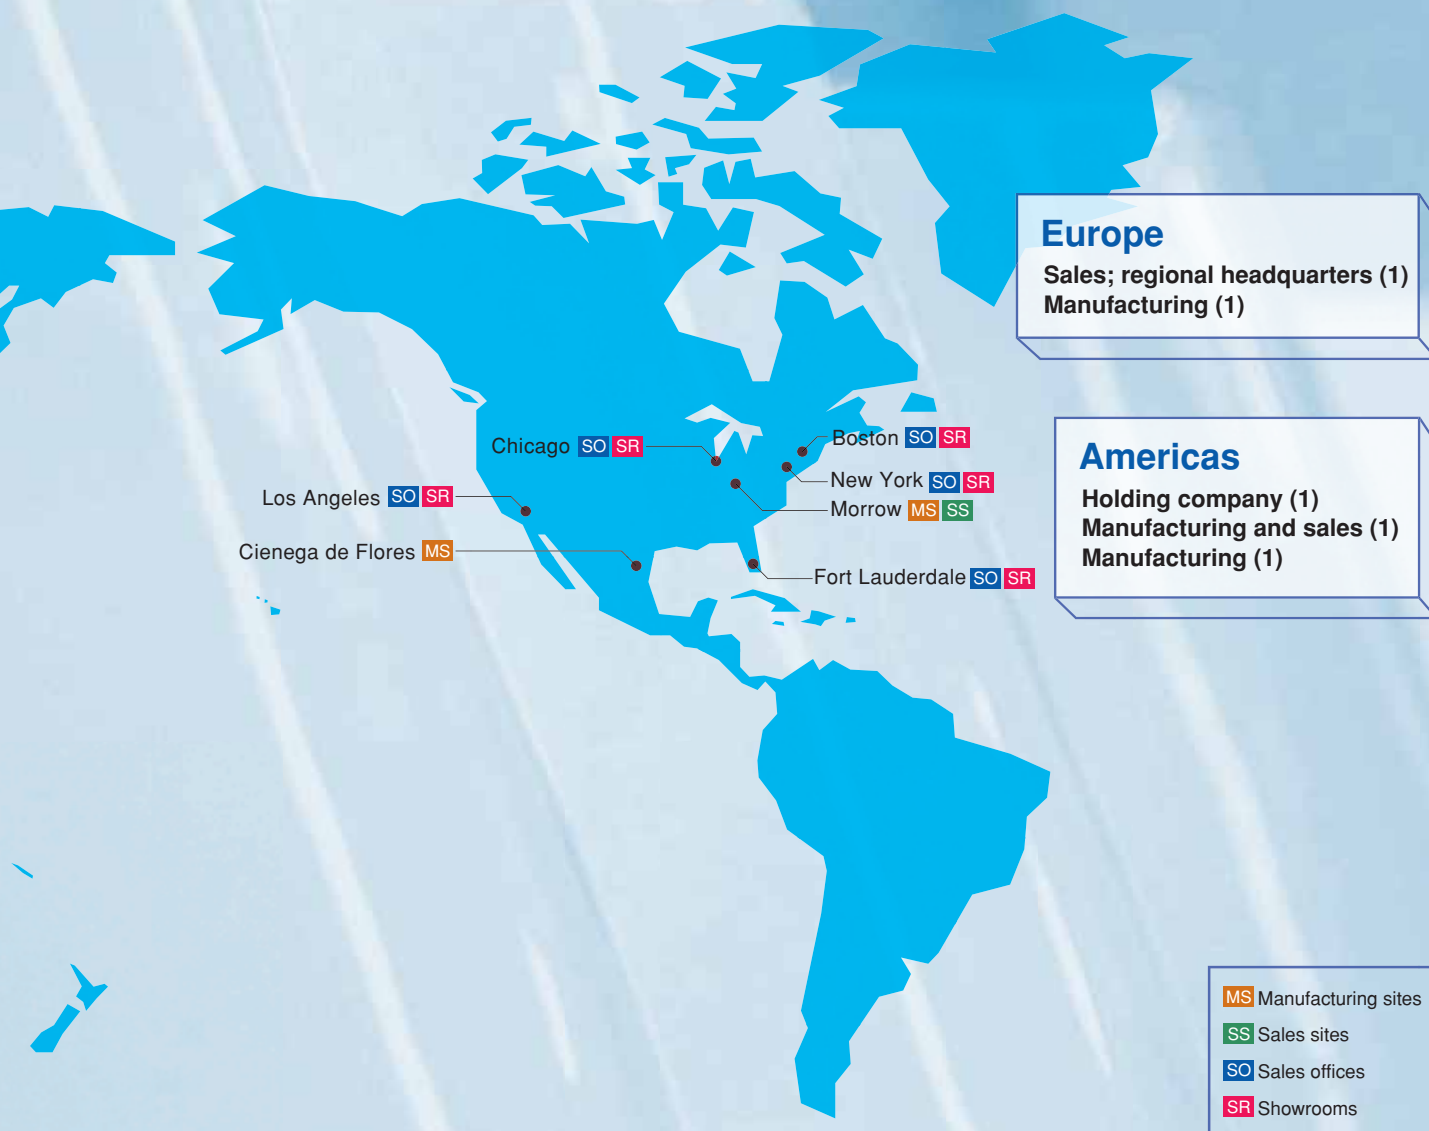 Europe
Sales; regional headquarters (1)
Manufacturing (1)
Americas
Holding company (1)
Manufacturing and sales (1)
Manufacturing (1)
Chicago SO SR
Boston SO SR
New York SO SR
Los Angeles SO SR
Morrow MS SS
Cienega de Flores MS
Fort Lauderdale SO SR
MS Manufacturing sites
SS Sales sites
SO Sales offices
SR Showrooms